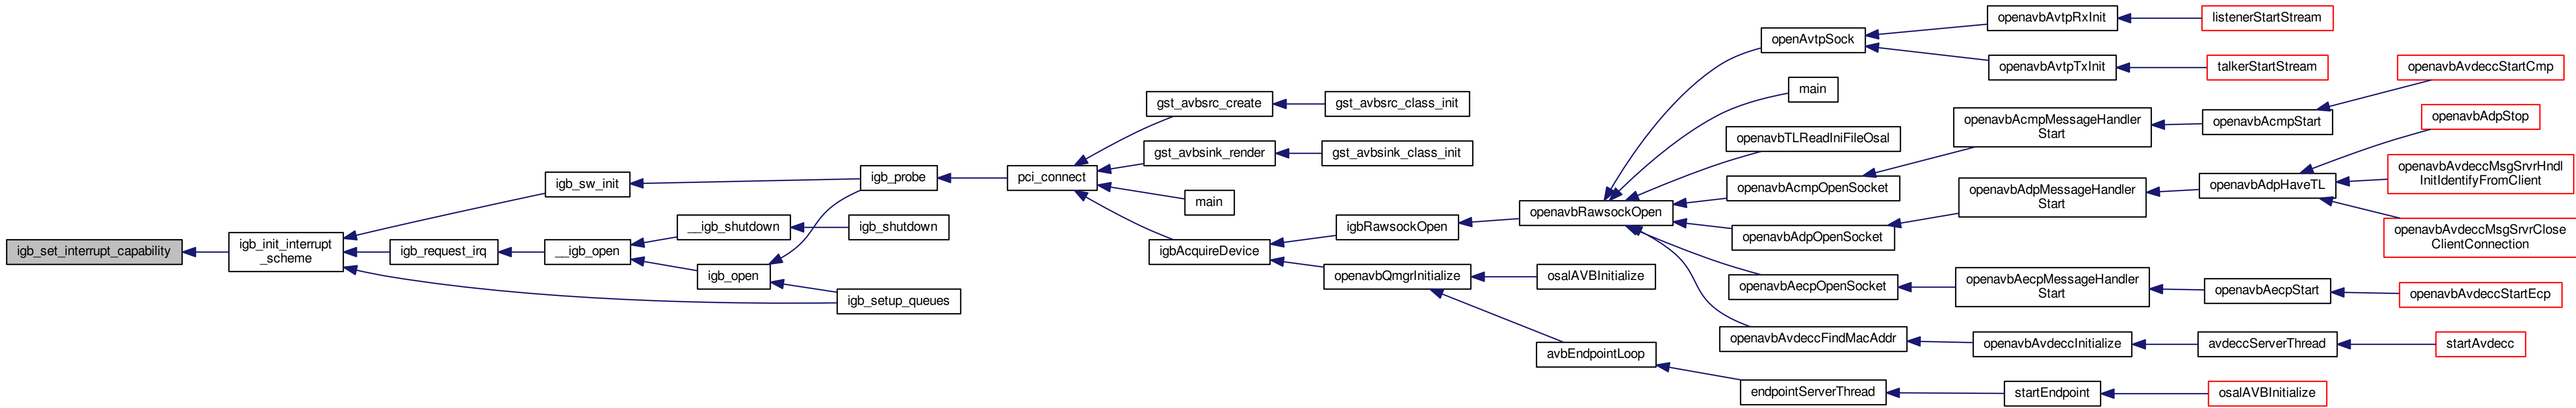 igb_set_interrupt_capability
igb_init_interrupt
_scheme
igb_sw_init
igb_request_irq
__igb_open
__igb_shutdown
igb_shutdown
igb_open
igb_setup_queues
igb_probe
pci_connect
gst_avbsrc_create
gst_avbsrc_class_init
gst_avbsink_render
gst_avbsink_class_init
main
igbAcquireDevice
igbRawsockOpen
openavbQmgrInitialize
osalAVBInitialize
avbEndpointLoop
endpointServerThread
startEndpoint
osalAVBInitialize
openavbRawsockOpen
openAvtpSock
openavbAvtpRxInit
listenerStartStream
openavbAvtpTxInit
talkerStartStream
main
openavbTLReadIniFileOsal
openavbAcmpOpenSocket
openavbAcmpMessageHandler
Start
openavbAcmpStart
openavbAvdeccStartCmp
openavbAdpOpenSocket
openavbAdpMessageHandler
Start
openavbAdpHaveTL
openavbAdpStop
openavbAvdeccMsgSrvrHndl
InitIdentifyFromClient
openavbAvdeccMsgSrvrClose
ClientConnection
openavbAecpOpenSocket
openavbAecpMessageHandler
Start
openavbAecpStart
openavbAvdeccStartEcp
openavbAvdeccFindMacAddr
openavbAvdeccInitialize
avdeccServerThread
startAvdecc